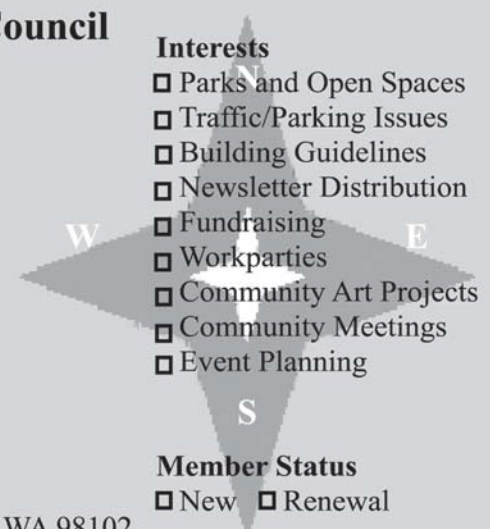 Council
Interests
N
□ Parks and Open Spaces
□ Traffic/Parking Issues
□ Building Guidelines
□ Newsletter Distribution
□ Fundraising
W
E
□ Workparties
□ Community Art Projects
□ Community Meetings
□ Event Planning
S
Member Status
□ New □ Renewal
WA 98102